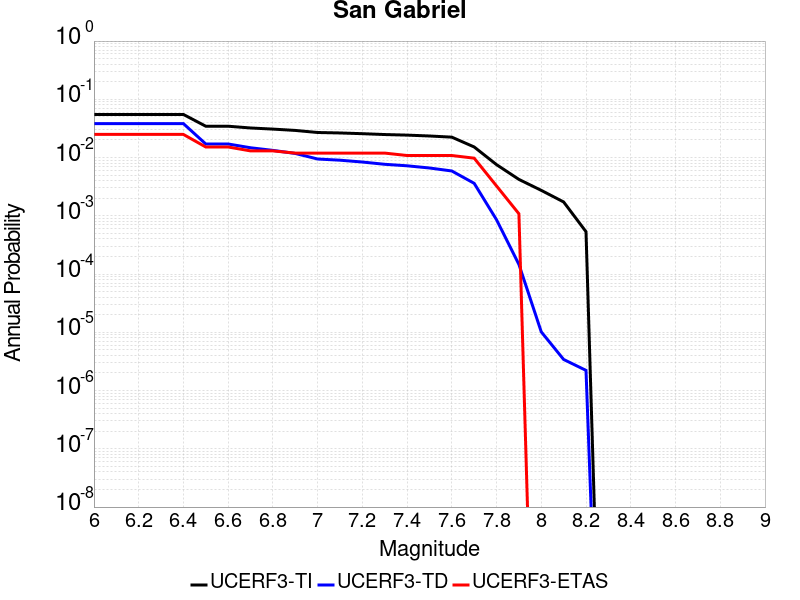 San Gabriel
10 0
10 -1
10 -2
10 -3
10 -4
10 -5
10 -6
10 -7
10 -8
Annual Probability
6 6.2 6.4 6.6 6.8 7 7.2 7.4 7.6 7.8 8 8.2 8.4 8.6 8.8 9
Magnitude
UCERF3-TI UCERF3-TD UCERF3-ETAS